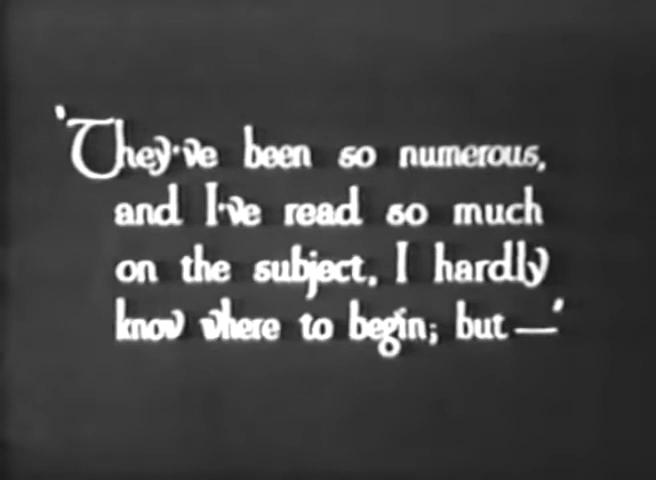 'They've been so numerous,
and I've read so much
on the subject, I hardly
know where to begin; but —'